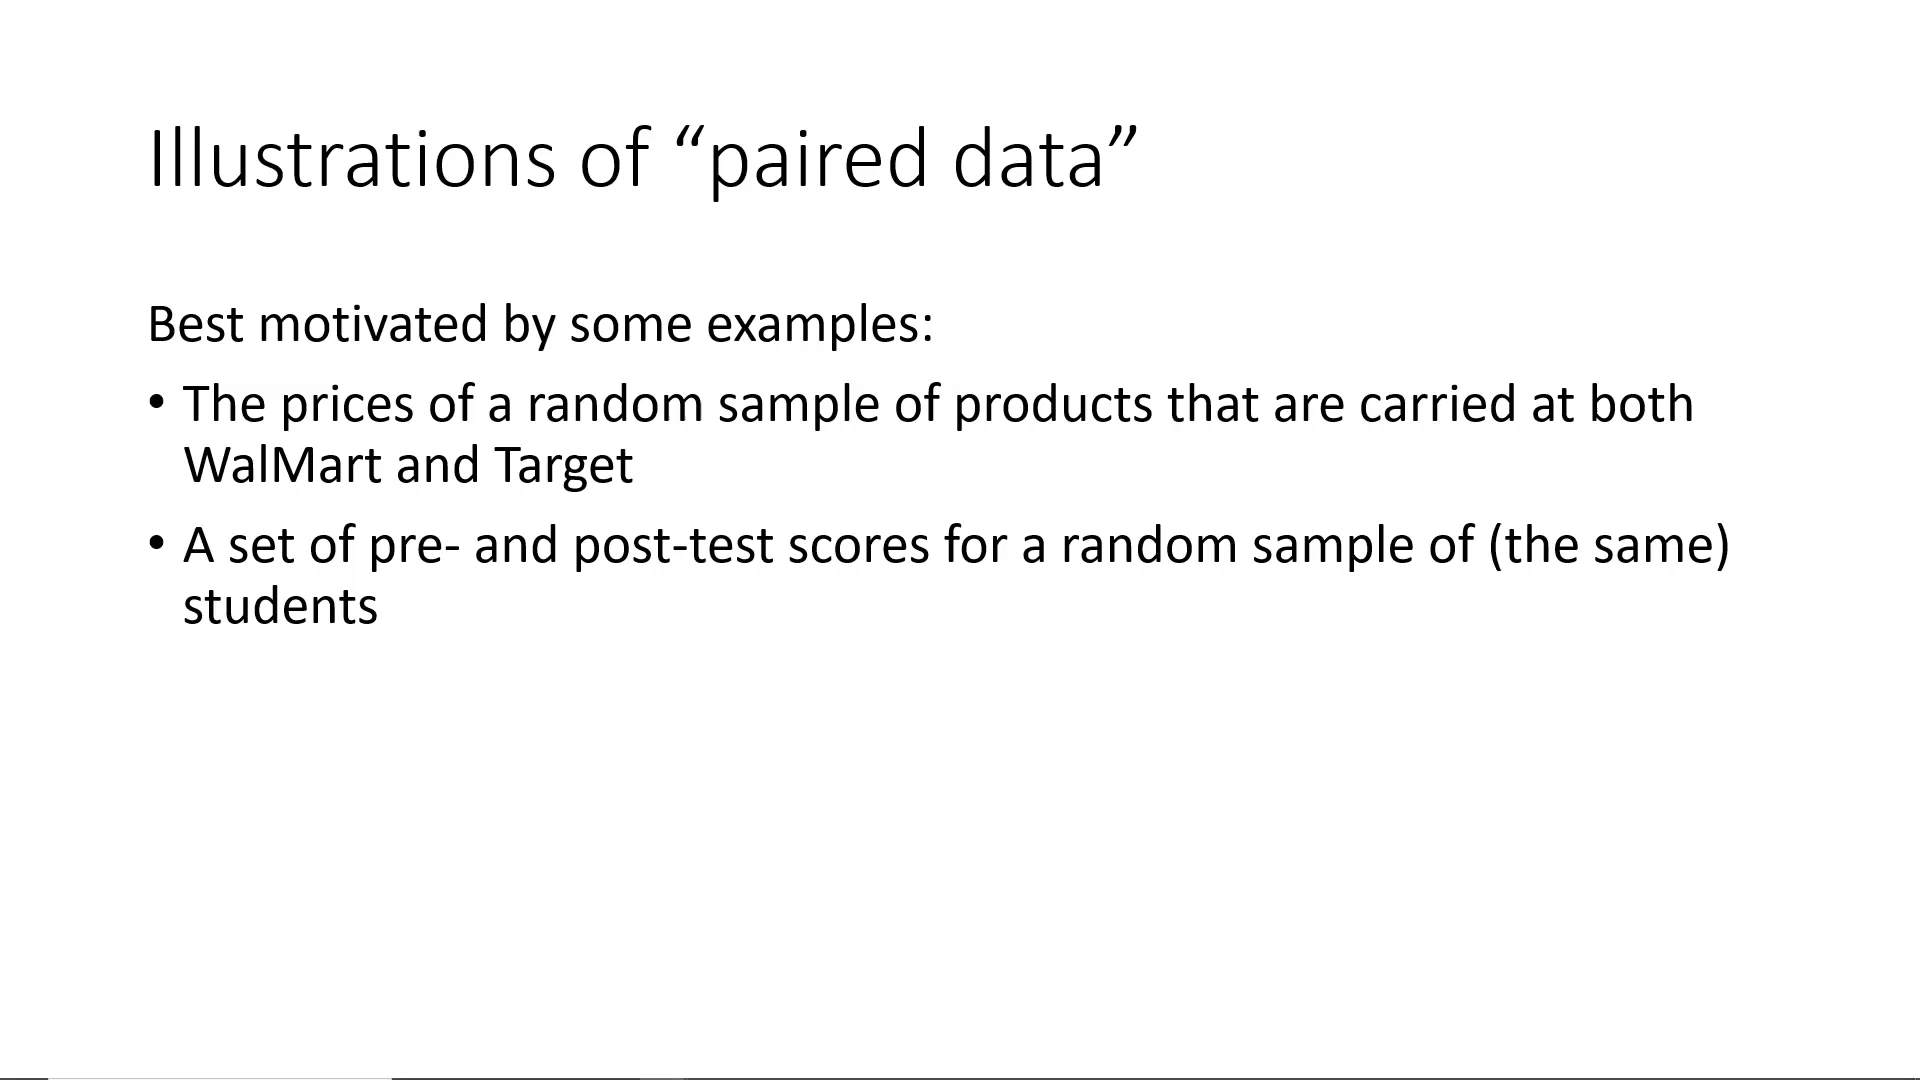 Illustrations of “paired data”
Best motivated by some examples:
• The prices of a random sample of products that are carried at both
WalMart and Target
• A set of pre- and post-test scores for a random sample of (the same)
students